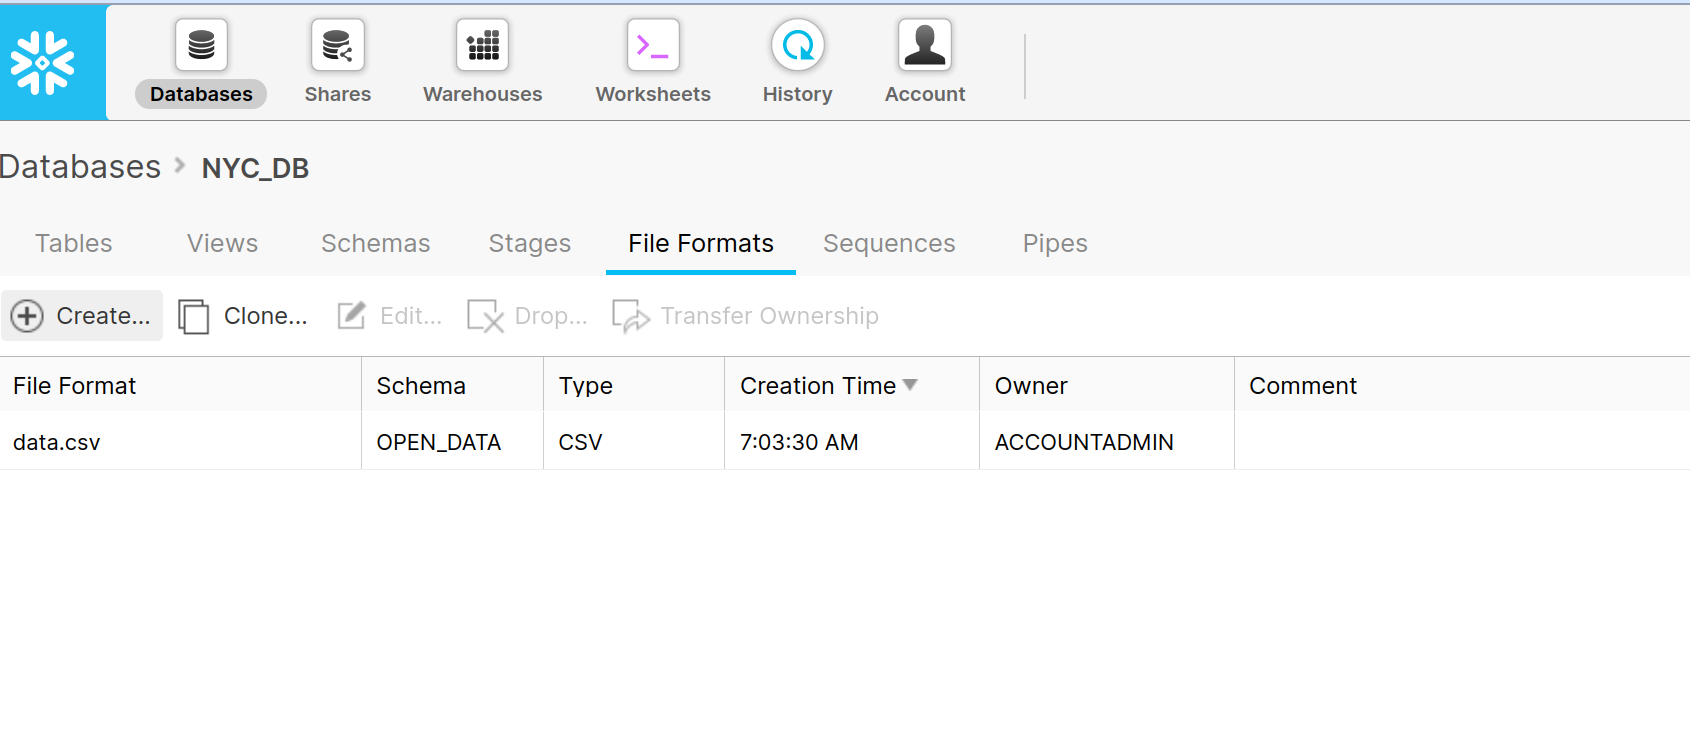 Databases Shares Warehouses Worksheets History Account
Databases NYC_DB
Tables Views Schemas Stages File Formats Sequences Pipes
Create... Clone... Edit... Drop... Transfer Ownership
File Format Schema Type Creation Time Owner Comment
data.csv OPEN_DATA CSV 7:03:30 AM ACCOUNTADMIN